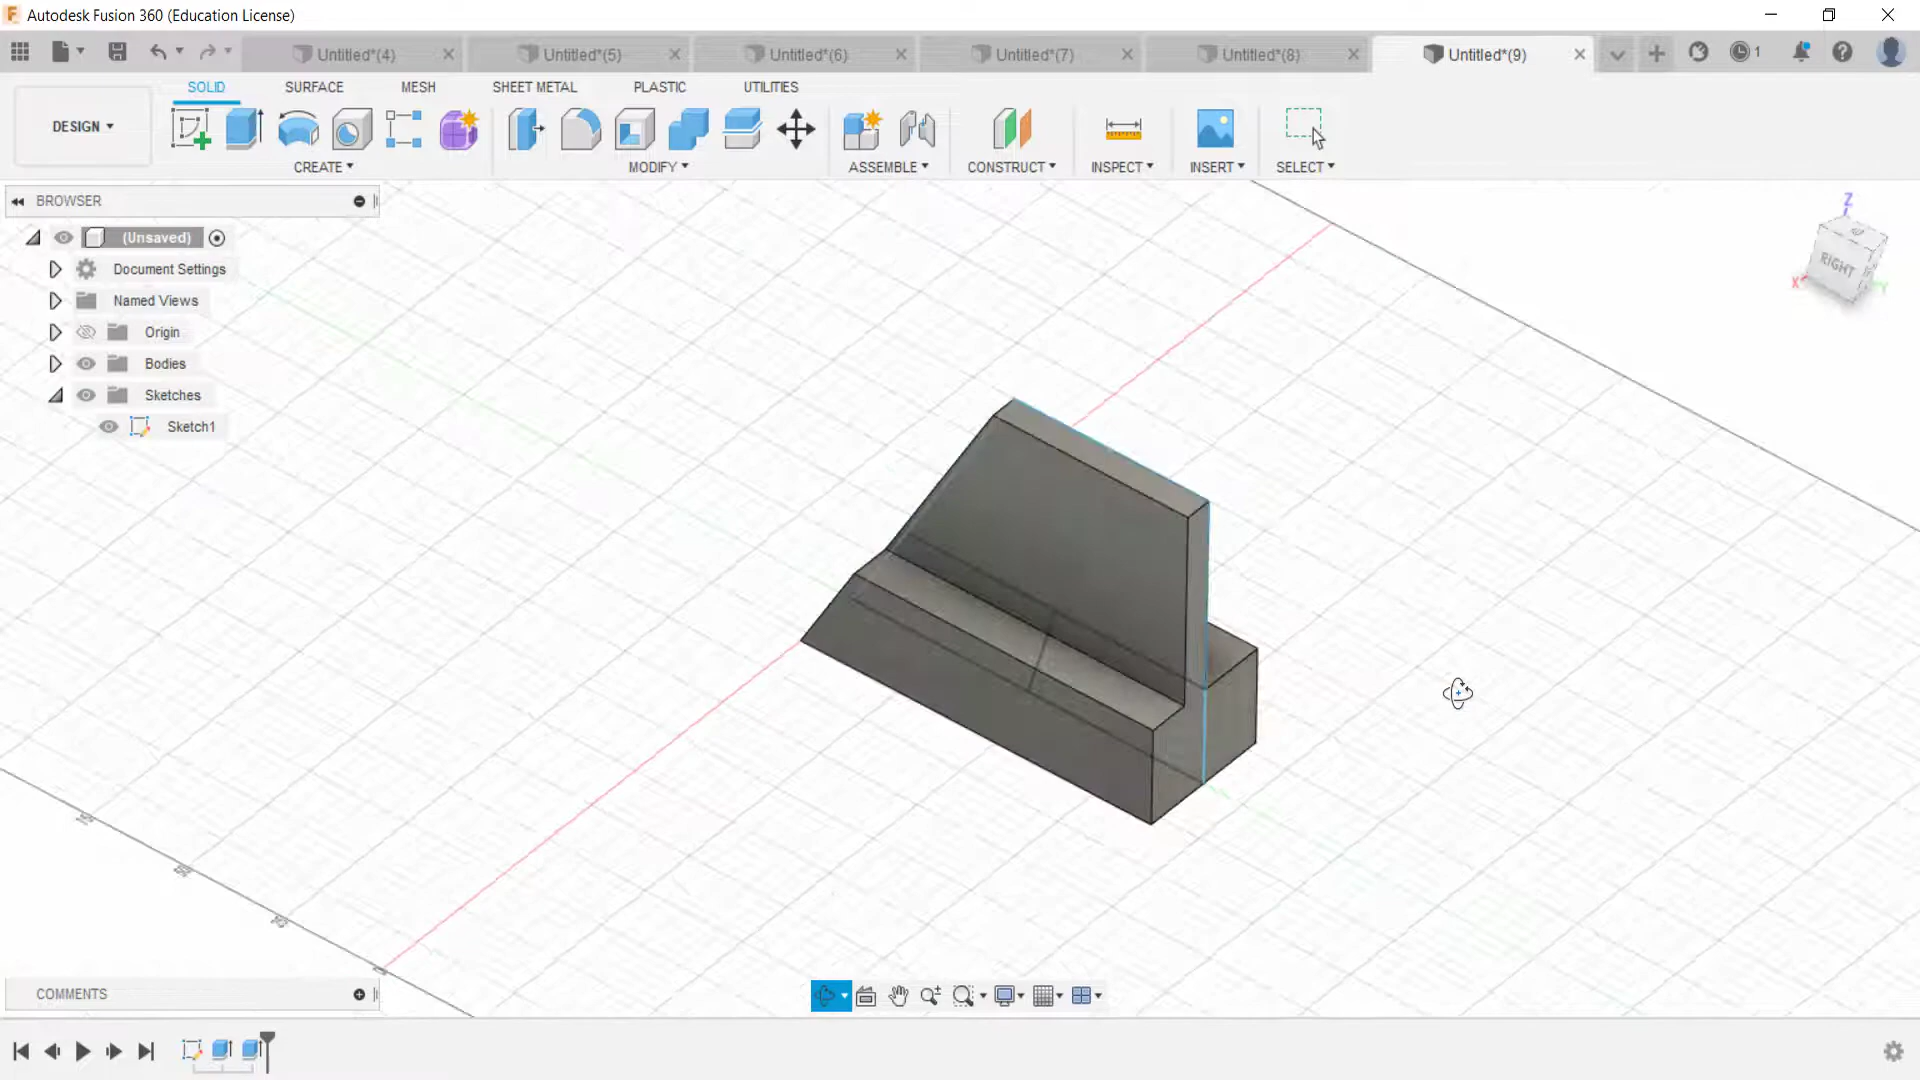 Autodesk Fusion 360 (Education License)
Untitled*(4) Untitled*(5) Untitled*(6) Untitled*(7) Untitled*(8) Untitled*(9) 1
SOLID SURFACE MESH SHEET METAL PLASTIC UTILITIES
DESIGN
CREATE MODIFY ASSEMBLE CONSTRUCT INSPECT INSERT SELECT
BROWSER
(Unsaved)
Document Settings
Named Views
Origin
Bodies
Sketches
Sketch1
Z
RIGHT
X Y
COMMENTS